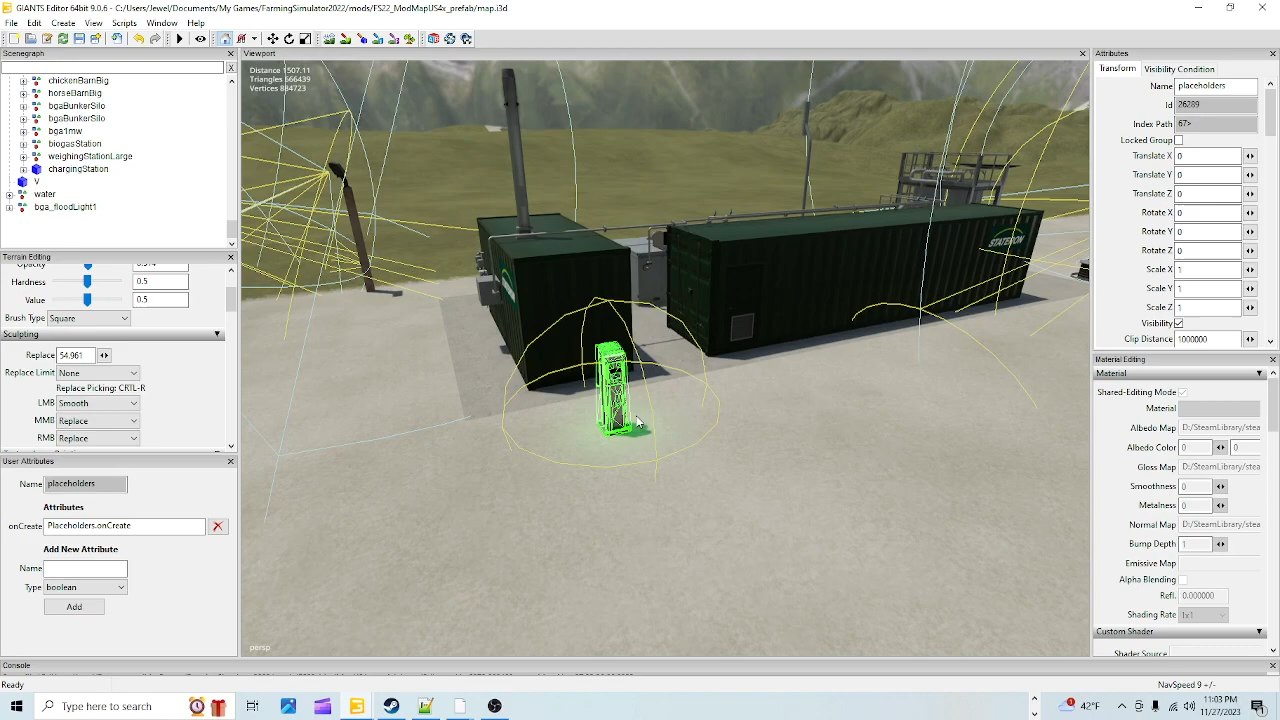 GIANTS Editor 64bit 9.0.6 - C:/Users/Jewel/Documents/My Games/FarmingSimulator2022/mods/FS22_ModMapUS4x_prefab/map.i3d
File Edit Create View Scripts Window Help
Scenegraph
X
chickenBarnBig
horseBarnBig
bgaBunkerSilo
bgaBunkerSilo
bga1mw
biogasStation
weighingStationLarge
chargingStation
V
water
bga_floodLight1
Terrain Editing
Opacity
Hardness 0.5
Value 0.5
Brush Type Square
Sculpting
Replace 54.961
Replace Limit None
Replace Picking: CRTL-R
LMB Smooth
MMB Replace
RMB Replace
User Attributes
Name placeholders
Attributes
onCreate Placeholders.onCreate
Add New Attribute
Name
Type boolean
Add
Viewport
Distance 1507.11
Triangles 666439
Vertices 884723
STATERON
persp
Attributes
Transform Visibility Condition
Name placeholders
Id 26289
Index Path 67>
Locked Group
Translate X 0
Translate Y 0
Translate Z 0
Rotate X 0
Rotate Y 0
Rotate Z 0
Scale X 1
Scale Y 1
Scale Z 1
Visibility
Clip Distance 1000000
Material Editing
Material
Shared-Editing Mode
Material
Albedo Map D:/SteamLibrary/stea
Albedo Color 0 0
Gloss Map D:/SteamLibrary/stea
Smoothness 0
Metalness 0
Normal Map D:/SteamLibrary/stea
Bump Depth 1
Emissive Map
Alpha Blending
Refl. 0.000000
Shading Rate 1x1
Custom Shader
Shader Source
Console
Ready
NavSpeed 9 +/-
Type here to search
42°F
11:03 PM
11/27/2023